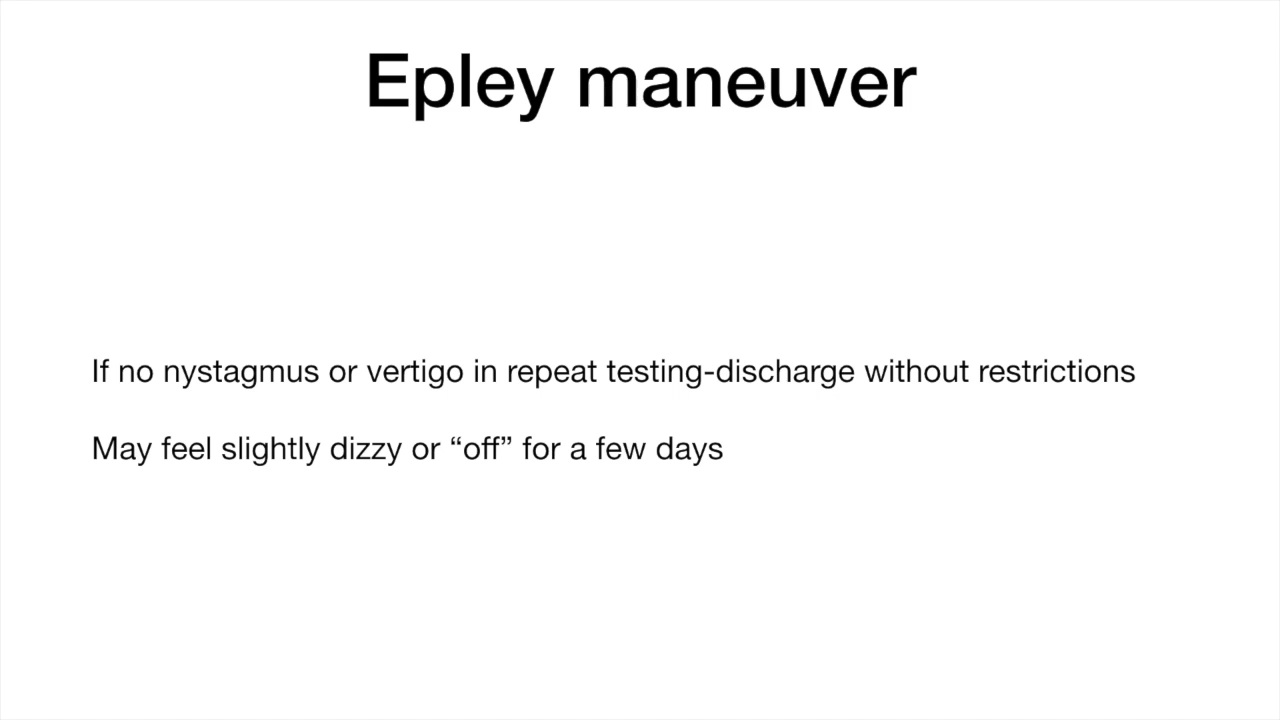 Epley maneuver
If no nystagmus or vertigo in repeat testing-discharge without restrictions
May feel slightly dizzy or “off” for a few days